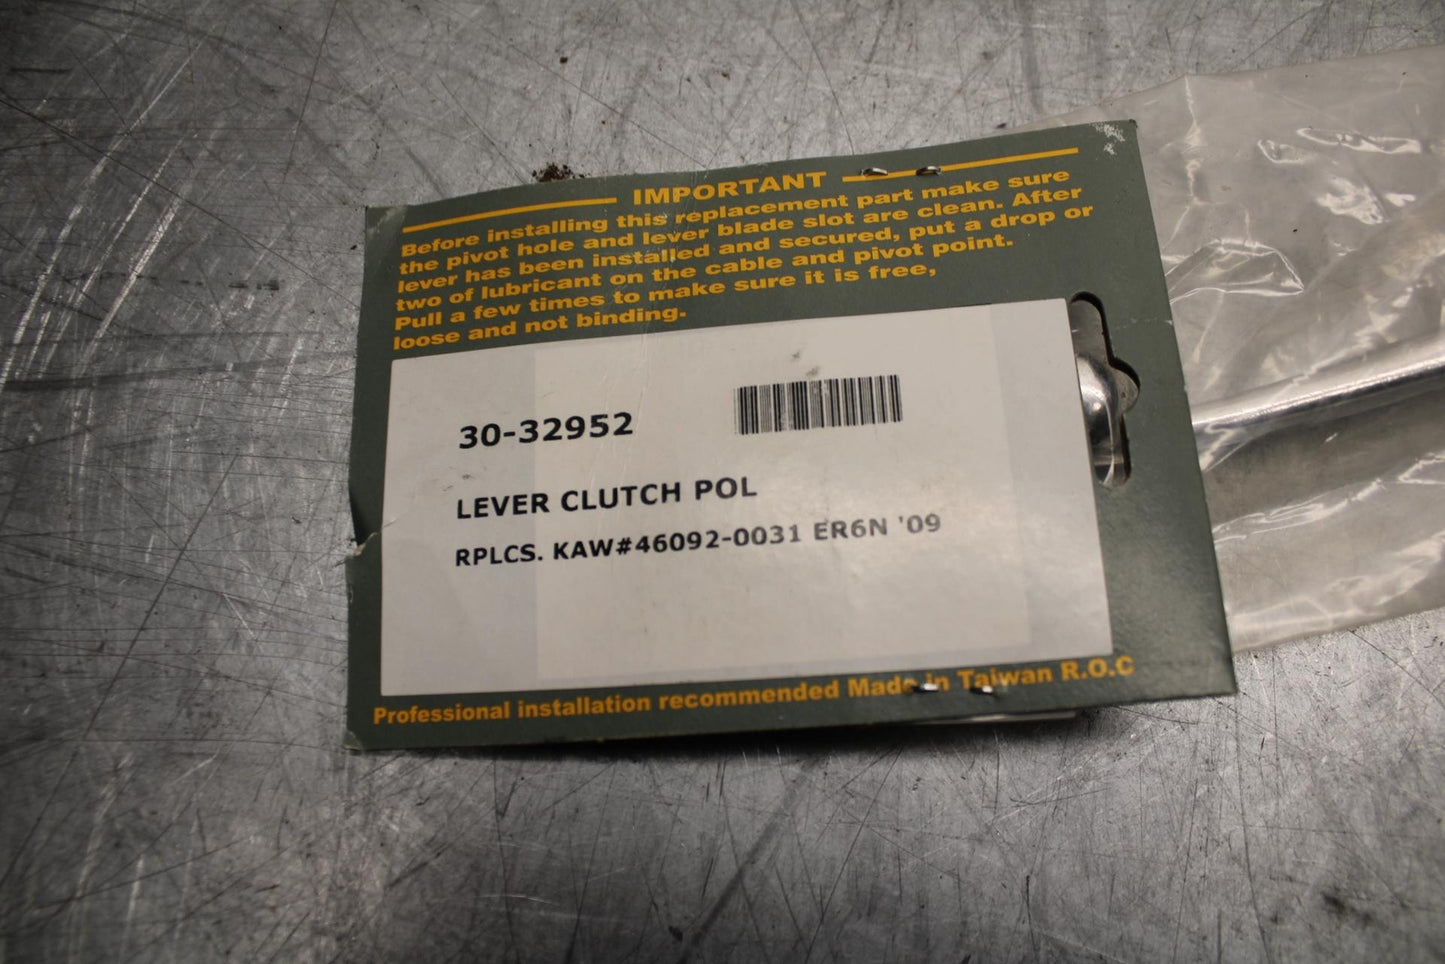 IMPORTANT
Before installing this replacement part make sure
the pivot hole and lever blade slot are clean. After
lever has been installed and secured, put a drop or
two of lubricant on the cable and pivot point.
Pull a few times to make sure it is free,
loose and not binding.
30-32952
LEVER CLUTCH POL
RPLCS. KAW#46092-0031 ER6N '09
Professional installation recommended Made in Taiwan R.O.C